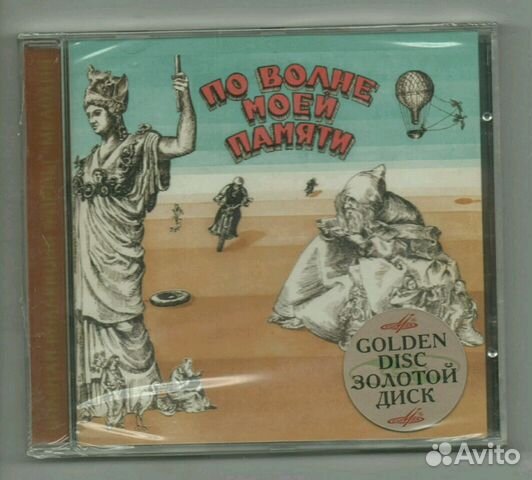 ПО ВОЛНЕ
МОЕЙ
ПАМЯТИ
GOLDEN
DISC
ЗОЛОТОЙ
ДИСК
Avito